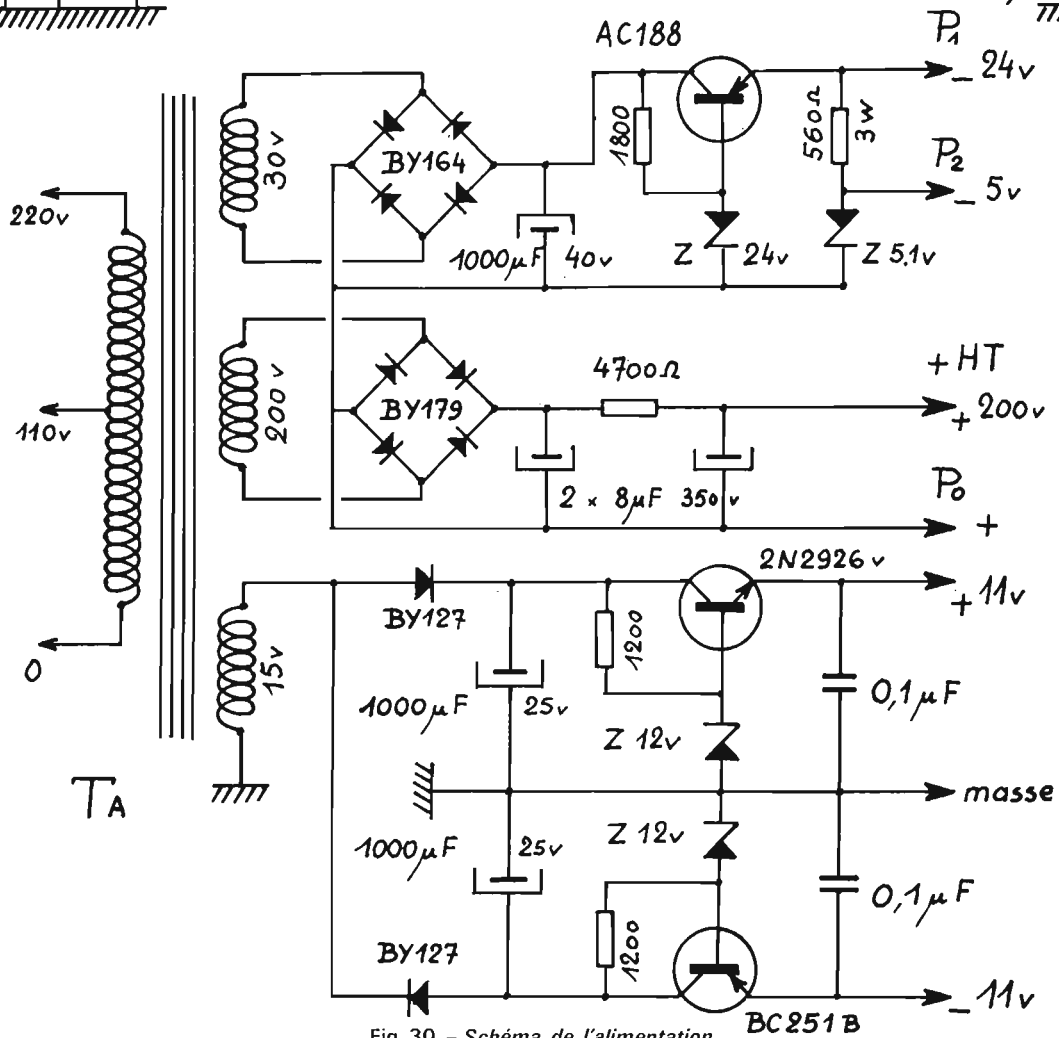 AC188
P1
_ 24v
30v
BY164
1800
560Ω
3W
P2
_ 5v
220v
1000µF 40v
Z 24v
Z 5.1v
200v
BY179
4700Ω
+ HT
+ 200v
110v
2 x 8µF 350v
P0
+
2N2926 v
+ 11v
BY127
15v
1200
0
1000µF
25v
0,1µF
Z 12v
TA
masse
Z 12v
1000µF
25v
0,1µF
BY127
1200
_ 11v
BC251B
Fig. 30 – Schéma de l'alimentation